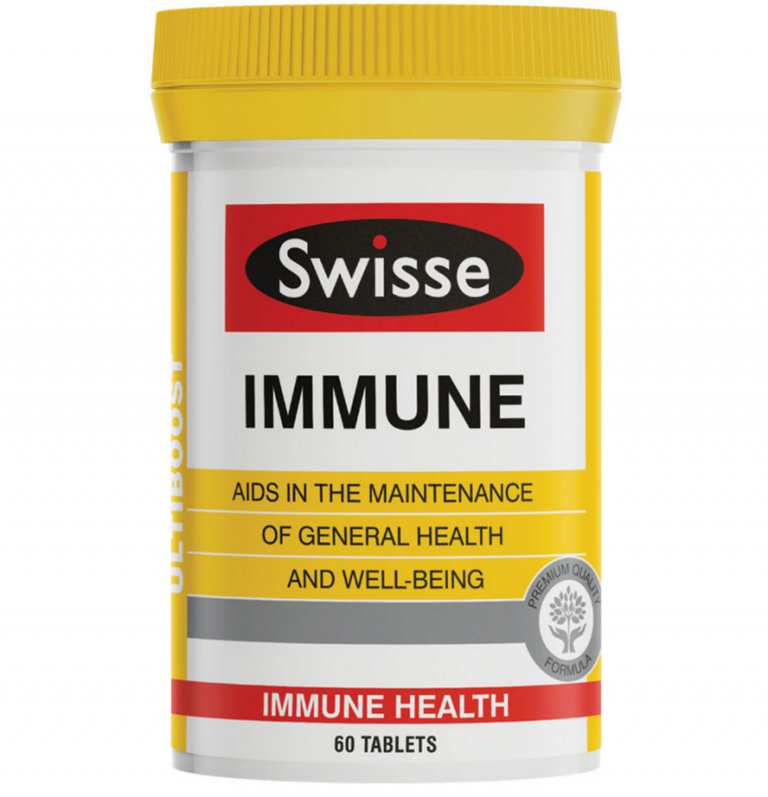 Swisse
IMMUNE
ULTIBOOST
AIDS IN THE MAINTENANCE
OF GENERAL HEALTH
AND WELL-BEING
PREMIUM QUALITY
FORMULA
IMMUNE HEALTH
60 TABLETS